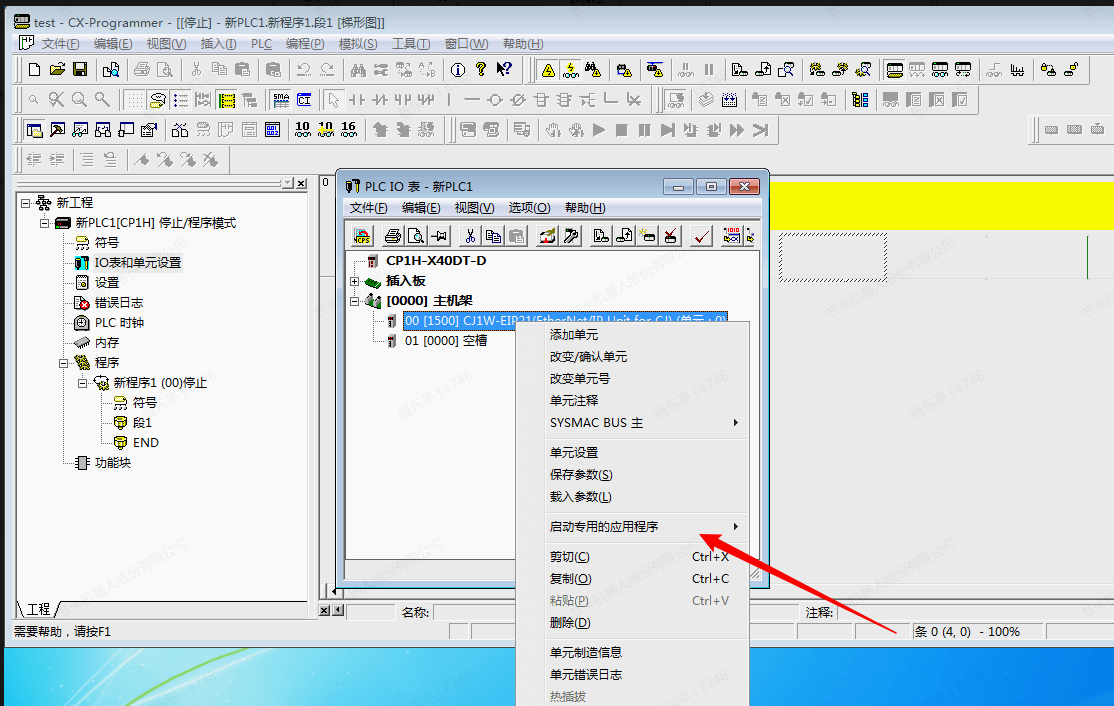 test - CX-Programmer - [[停止] - 新PLC1.新程序1.段1 [梯形图]]
文件(F) 编辑(E) 视图(V) 插入(I) PLC 编程(P) 模拟(S) 工具(T) 窗口(W) 帮助(H)
SMA CI
10 10 16
新工程
新PLC1[CP1H] 停止/程序模式
符号
IO表和单元设置
设置
错误日志
PLC 时钟
内存
程序
新程序1 (00)停止
符号
段1
END
功能块
工程
需要帮助，请按F1
0
PLC IO 表 - 新PLC1
文件(F) 编辑(E) 视图(V) 选项(O) 帮助(H)
CP1H-X40DT-D
插入板
[0000] 主机架
00 [1500] CJ1W-EIP21(EtherNet/IP Unit for CJ) (单元 : 0)
01 [0000] 空槽
添加单元
改变/确认单元
改变单元号
单元注释
SYSMAC BUS 主
单元设置
保存参数(S)
载入参数(L)
启动专用的应用程序
剪切(C) Ctrl+X
复制(O) Ctrl+C
粘贴(P) Ctrl+V
删除(D)
单元制造信息
单元错误日志
热插拔
名称:
注释:
条 0 (4, 0) - 100%